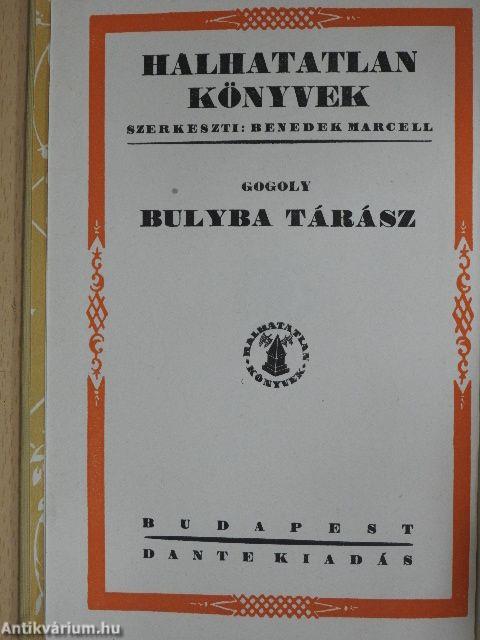 HALHATATLAN
KÖNYVEK
SZERKESZTI: BENEDEK MARCELL
GOGOLY
BULYBA TÁRÁSZ
HALHATATLAN
KÖNYVEK
BUDAPEST
DANTE KIADÁS
Antikvárium.hu